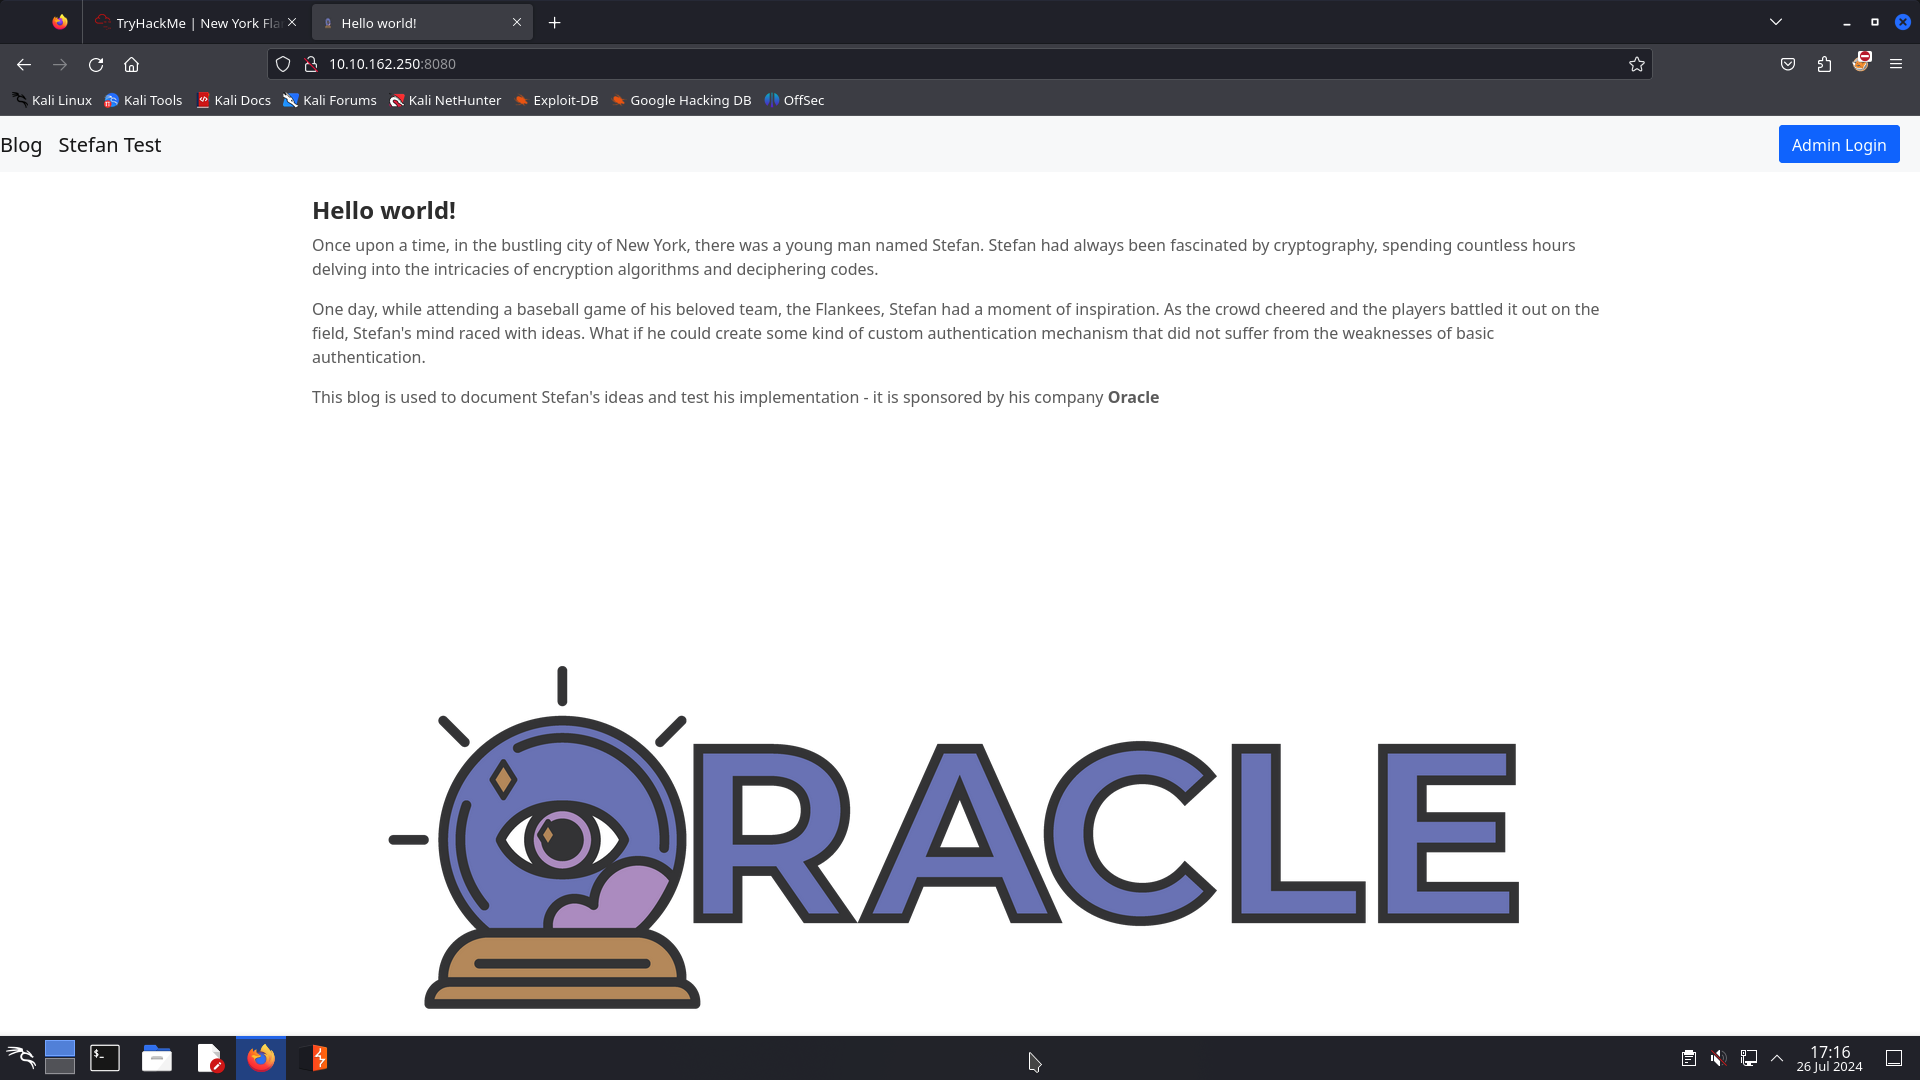 TryHackMe | New York Fla
Hello world!
10.10.162.250:8080
Kali Linux Kali Tools Kali Docs Kali Forums Kali NetHunter Exploit-DB Google Hacking DB OffSec
Blog Stefan Test Admin Login
Hello world!
Once upon a time, in the bustling city of New York, there was a young man named Stefan. Stefan had always been fascinated by cryptography, spending countless hours
delving into the intricacies of encryption algorithms and deciphering codes.
One day, while attending a baseball game of his beloved team, the Flankees, Stefan had a moment of inspiration. As the crowd cheered and the players battled it out on the
field, Stefan's mind raced with ideas. What if he could create some kind of custom authentication mechanism that did not suffer from the weaknesses of basic
authentication.
This blog is used to document Stefan's ideas and test his implementation - it is sponsored by his company Oracle
ORACLE
$_
17:16
26 Jul 2024